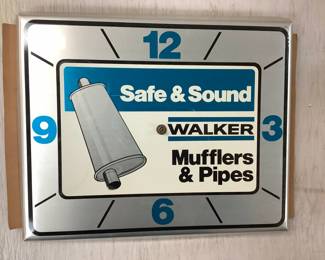 12
Safe & Sound
9
WALKER
3
Mufflers
& Pipes
6